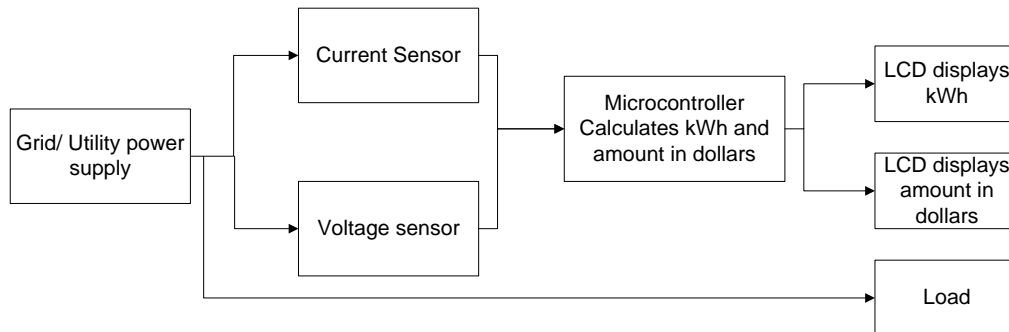 Current Sensor
Grid/ Utility power
supply
Voltage sensor
Microcontroller
Calculates kWh and
amount in dollars
LCD displays
kWh
LCD displays
amount in
dollars
Load